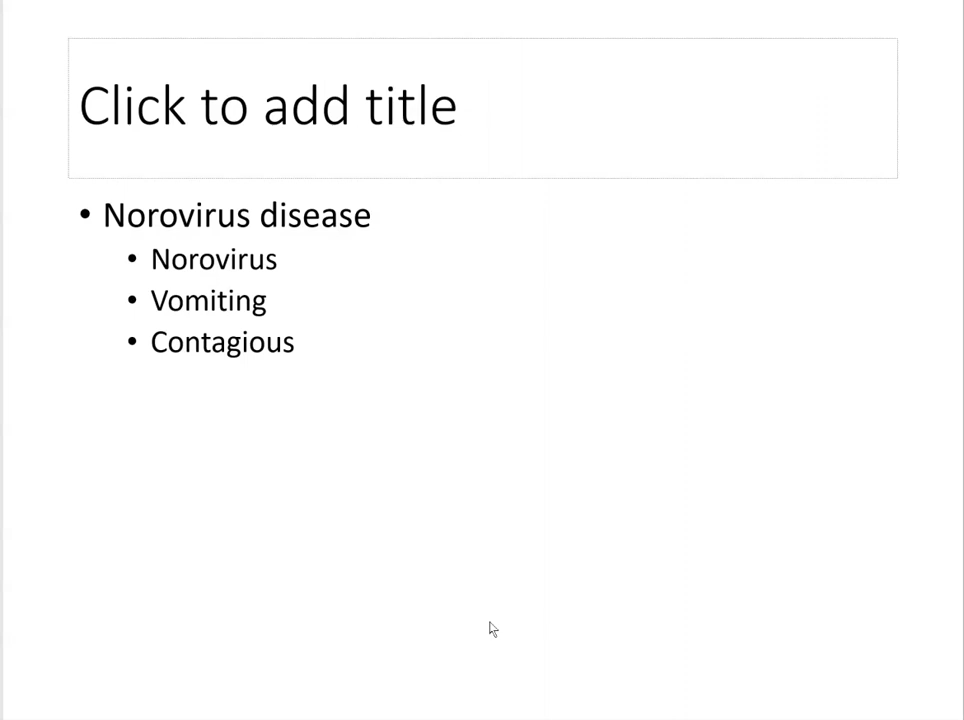 Click to add title
• Norovirus disease
• Norovirus
• Vomiting
• Contagious